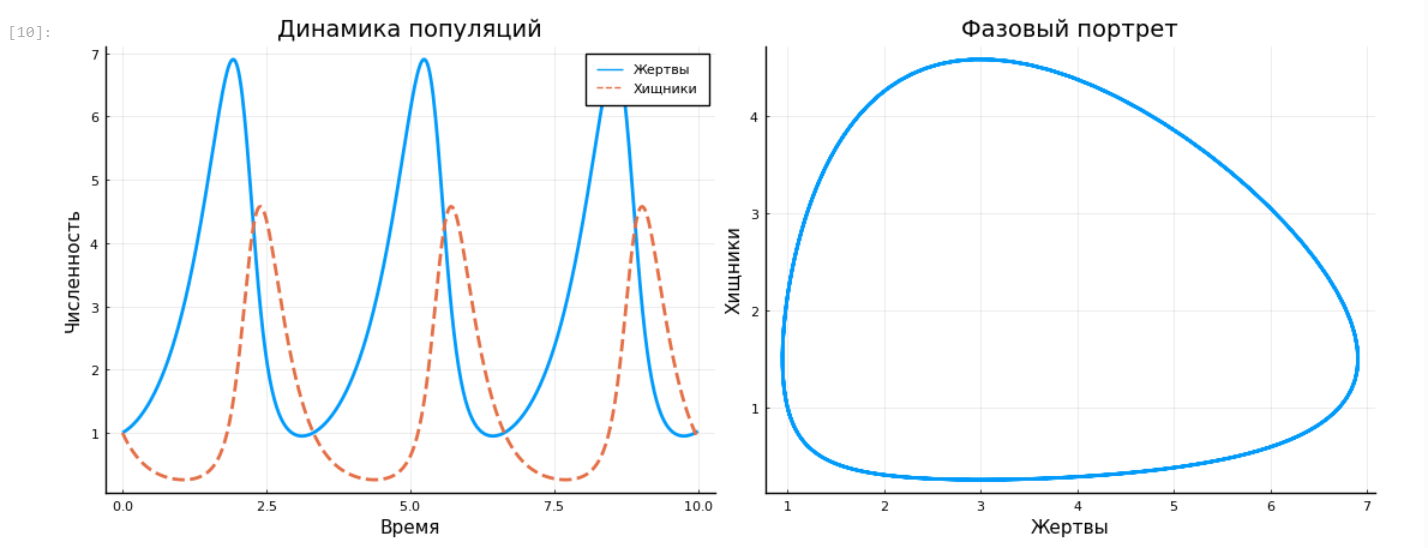 [10]:
Динамика популяций
Жертвы
Хищники
Численность
7
6
5
4
3
2
1
0.0 2.5 5.0 7.5 10.0
Время
Фазовый портрет
Хищники
4
3
2
1
1 2 3 4 5 6 7
Жертвы